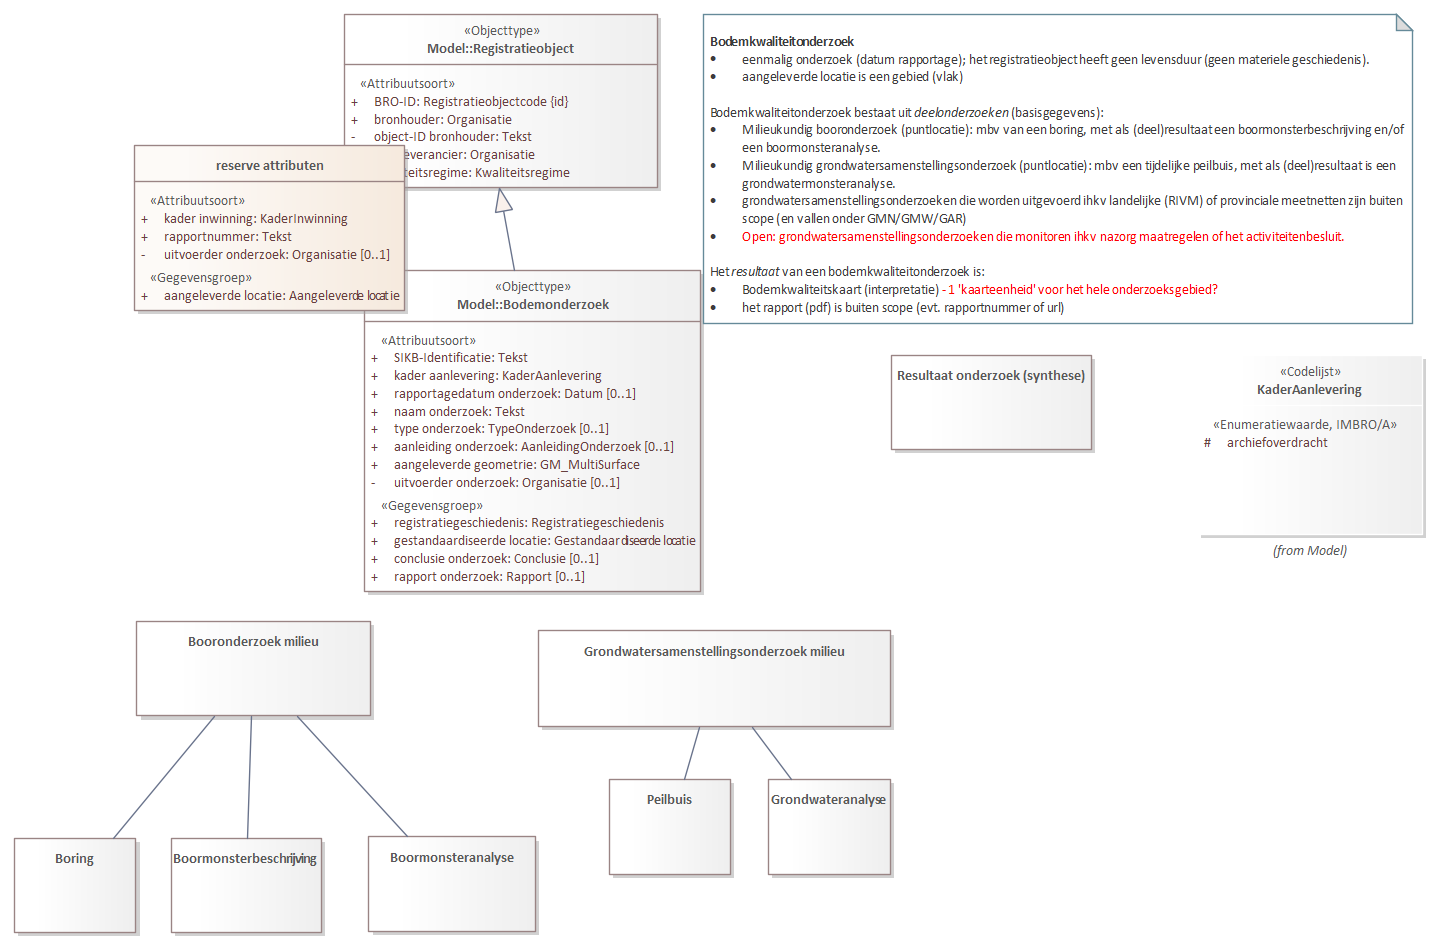 «Objecttype»
Model::Registratieobject
«Attribuutsoort»
+ BRO-ID: Registratieobjectcode {id}
+ bronhouder: Organisatie
- object-ID bronhouder: Tekst
everancier: Organisatie
teitsregime: Kwaliteitsregime
reserve attributen
«Attribuutsoort»
+ kader inwinning: KaderInwinning
+ rapportnummer: Tekst
- uitvoerder onderzoek: Organisatie [0..1]
«Gegevensgroep»
+ aangeleverde locatie: Aangeleverde locatie
«Objecttype»
Model::Bodemonderzoek
«Attribuutsoort»
+ SIKB-Identificatie: Tekst
+ kader aanlevering: KaderAanlevering
+ rapportagedatum onderzoek: Datum [0..1]
+ naam onderzoek: Tekst
+ type onderzoek: TypeOnderzoek [0..1]
+ aanleiding onderzoek: AanleidingOnderzoek [0..1]
+ aangeleverde geometrie: GM_MultiSurface
- uitvoerder onderzoek: Organisatie [0..1]
«Gegevensgroep»
+ registratiegeschiedenis: Registratiegeschiedenis
+ gestandaardiseerde locatie: Gestandaardiseerde locatie
+ conclusie onderzoek: Conclusie [0..1]
+ rapport onderzoek: Rapport [0..1]
Bodemkwaliteitonderzoek
• eenmalig onderzoek (datum rapportage); het registratieobject heeft geen levensduur (geen materiele geschiedenis).
• aangeleverde locatie is een gebied (vlak)
Bodemkwaliteitonderzoek bestaat uit deelonderzoeken (basisgegevens):
• Milieukundig booronderzoek (puntlocatie): mbv van een boring, met als (deel)resultaat een boormonsterbeschrijving en/of
een boormonsteranalyse.
• Milieukundig grondwatersamenstellingsonderzoek (puntlocatie): mbv een tijdelijke peilbuis, met als (deel)resultaat is een
grondwatermonsteranalyse.
• grondwatersamenstellingsonderzoeken die worden uitgevoerd ihkv landelijke (RIVM) of provinciale meetnetten zijn buiten
scope (en vallen onder GMN/GMW/GAR)
• Open: grondwatersamenstellingsonderzoeken die monitoren ihkv nazorg maatregelen of het activiteitenbesluit.
Het resultaat van een bodemkwaliteitonderzoek is:
• Bodemkwaliteitskaart (interpretatie) - 1 'kaarteenheid' voor het hele onderzoeksgebied?
• het rapport (pdf) is buiten scope (evt. rapportnummer of url)
Resultaat onderzoek (synthese)
«Codelijst»
KaderAanlevering
«Enumeratiewaarde, IMBRO/A»
# archiefoverdracht
(from Model)
Booronderzoek milieu
Grondwatersamenstellingsonderzoek milieu
Peilbuis
Grondwateranalyse
Boring
Boormonsterbeschrijving
Boormonsteranalyse